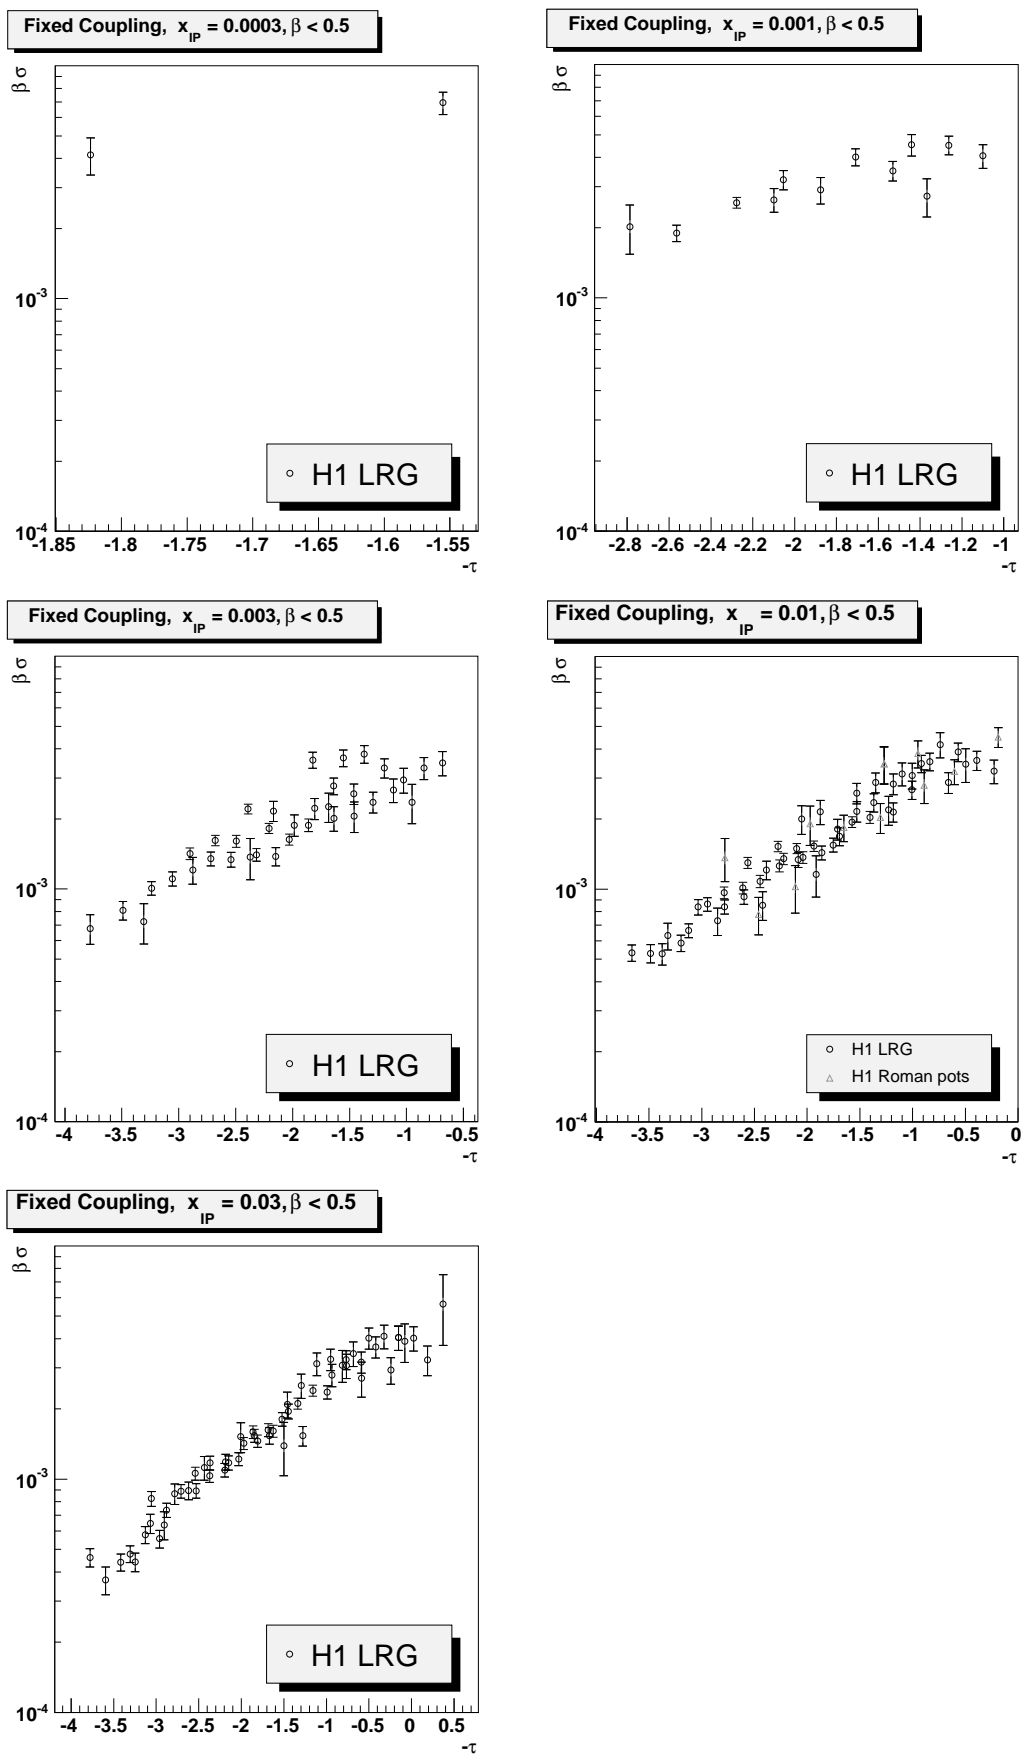 Fixed Coupling, x_IP = 0.0003, β < 0.5
β σ
10^-3
10^-4
H1 LRG
-1.85 -1.8 -1.75 -1.7 -1.65 -1.6 -1.55
-τ
Fixed Coupling, x_IP = 0.001, β < 0.5
β σ
10^-3
10^-4
H1 LRG
-2.8 -2.6 -2.4 -2.2 -2 -1.8 -1.6 -1.4 -1.2 -1
-τ
Fixed Coupling, x_IP = 0.003, β < 0.5
β σ
10^-3
10^-4
H1 LRG
-4 -3.5 -3 -2.5 -2 -1.5 -1 -0.5
-τ
Fixed Coupling, x_IP = 0.01, β < 0.5
β σ
10^-3
10^-4
H1 LRG
H1 Roman pots
-4 -3.5 -3 -2.5 -2 -1.5 -1 -0.5 0
-τ
Fixed Coupling, x_IP = 0.03, β < 0.5
β σ
10^-3
10^-4
H1 LRG
-4 -3.5 -3 -2.5 -2 -1.5 -1 -0.5 0 0.5
-τ